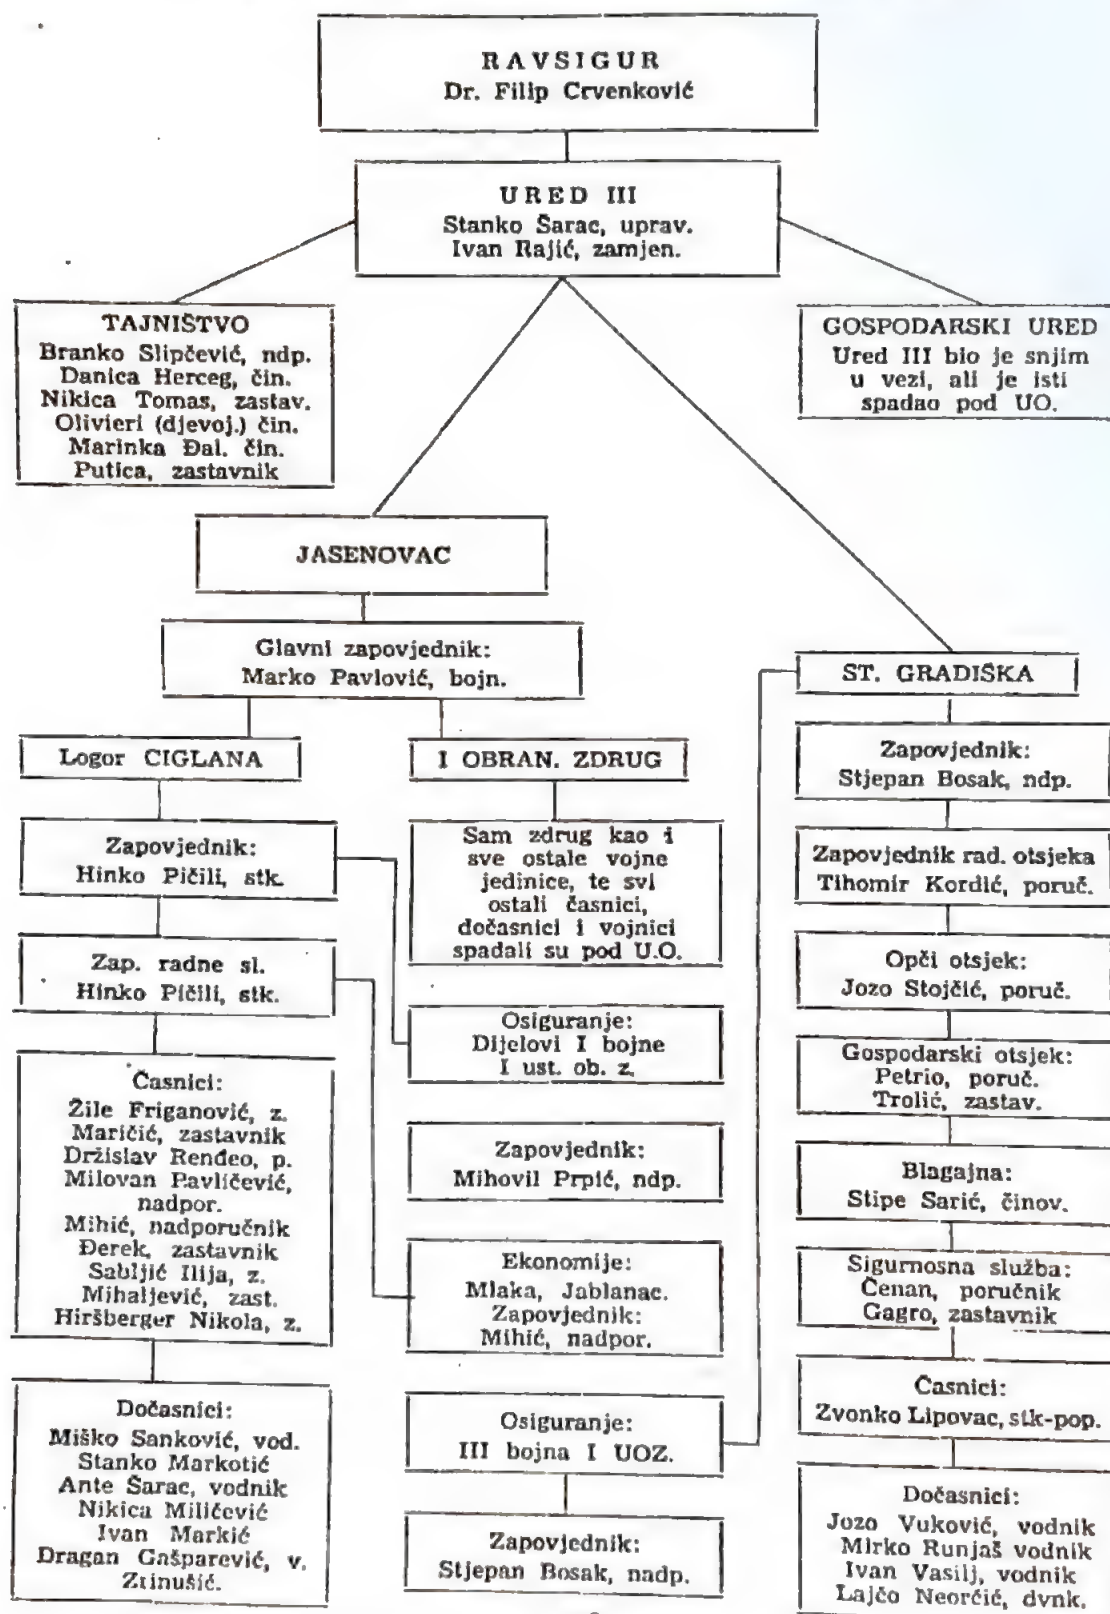 RAVSIGUR
Dr. Filip Crvenković
URED III
Stanko Šarac, uprav.
Ivan Rajić, zamjen.
TAJNIŠTVO
Branko Slipčević, ndp.
Danica Herceg, čin.
Nikica Tomas, zastav.
Olivieri (djevoj.) čin.
Marinka Đal. čin.
Putica, zastavnik
GOSPODARSKI URED
Ured III bio je snjim
u vezi, ali je isti
spadao pod UO.
JASENOVAC
Glavni zapovjednik:
Marko Pavlović, bojn.
Logor CIGLANA
Zapovjednik:
Hinko Pičili, stk.
Zap. radne sl.
Hinko Pičili, stk.
Časnici:
Žile Friganović, z.
Maričić, zastavnik
Držislav Renđeo, p.
Milovan Pavličević,
nadpor.
Mihić, nadporučnik
Đerek, zastavnik
Sabljić Ilija, z.
Mihaljević, zast.
Hiršberger Nikola, z.
Dočasnici:
Miško Sanković, vod.
Stanko Markotić
Ante Šarac, vodnik
Nikica Miličević
Ivan Markić
Dragan Gašparević, v.
Zrinušić.
I OBRAN. ZDRUG
Sam zdrug kao i
sve ostale vojne
jedinice, te svi
ostali časnici,
dočasnici i vojnici
spadali su pod U.O.
Osiguranje:
Dijelovi I bojne
I ust. ob. z.
Zapovjednik:
Mihovil Prpić, ndp.
Ekonomije:
Mlaka, Jablanac.
Zapovjednik:
Mihić, nadpor.
Osiguranje:
III bojna I UOZ.
Zapovjednik:
Stjepan Bosak, nadp.
ST. GRADIŠKA
Zapovjednik:
Stjepan Bosak, ndp.
Zapovjednik rad. otsjeka
Tihomir Kordić, poruč.
Opči otsjek:
Jozo Stojčić, poruč.
Gospodarski otsjek:
Petrio, poruč.
Trolić, zastav.
Blagajna:
Stipe Sarić, činov.
Sigurnosna služba:
Čenan, poručnik
Gagro, zastavnik
Časnici:
Zvonko Lipovac, stk-pop.
Dočasnici:
Jozo Vuković, vodnik
Mirko Runjaš vodnik
Ivan Vasilj, vodnik
Lajčo Neorčić, dvnk.